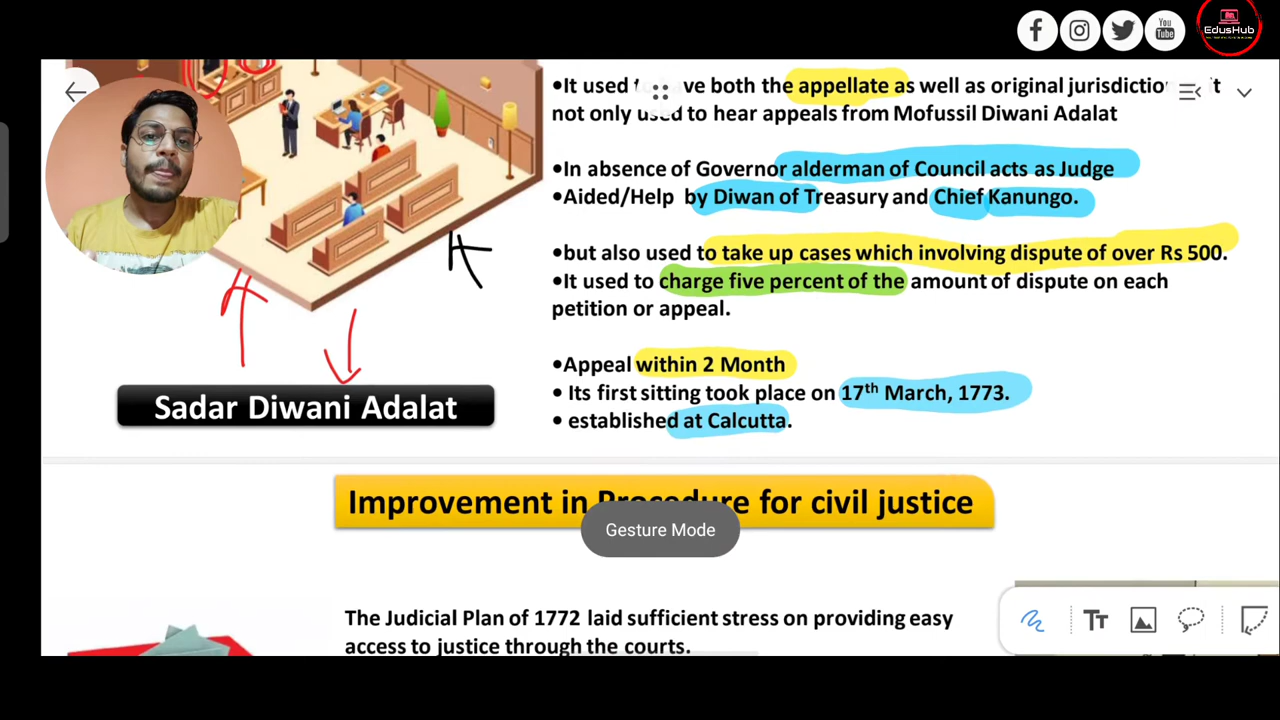 You
Tube
EdusHub
•It used ve both the appellate as well as original jurisdiction t
not only used to hear appeals from Mofussil Diwani Adalat
•In absence of Governor alderman of Council acts as Judge
•Aided/Help by Diwan of Treasury and Chief Kanungo.
•but also used to take up cases which involving dispute of over Rs 500.
•It used to charge five percent of the amount of dispute on each
petition or appeal.
•Appeal within 2 Month
• Its first sitting took place on 17th March, 1773.
• established at Calcutta.
Sadar Diwani Adalat
Improvement in Procedure for civil justice
Gesture Mode
The Judicial Plan of 1772 laid sufficient stress on providing easy
access to justice through the courts.
TT